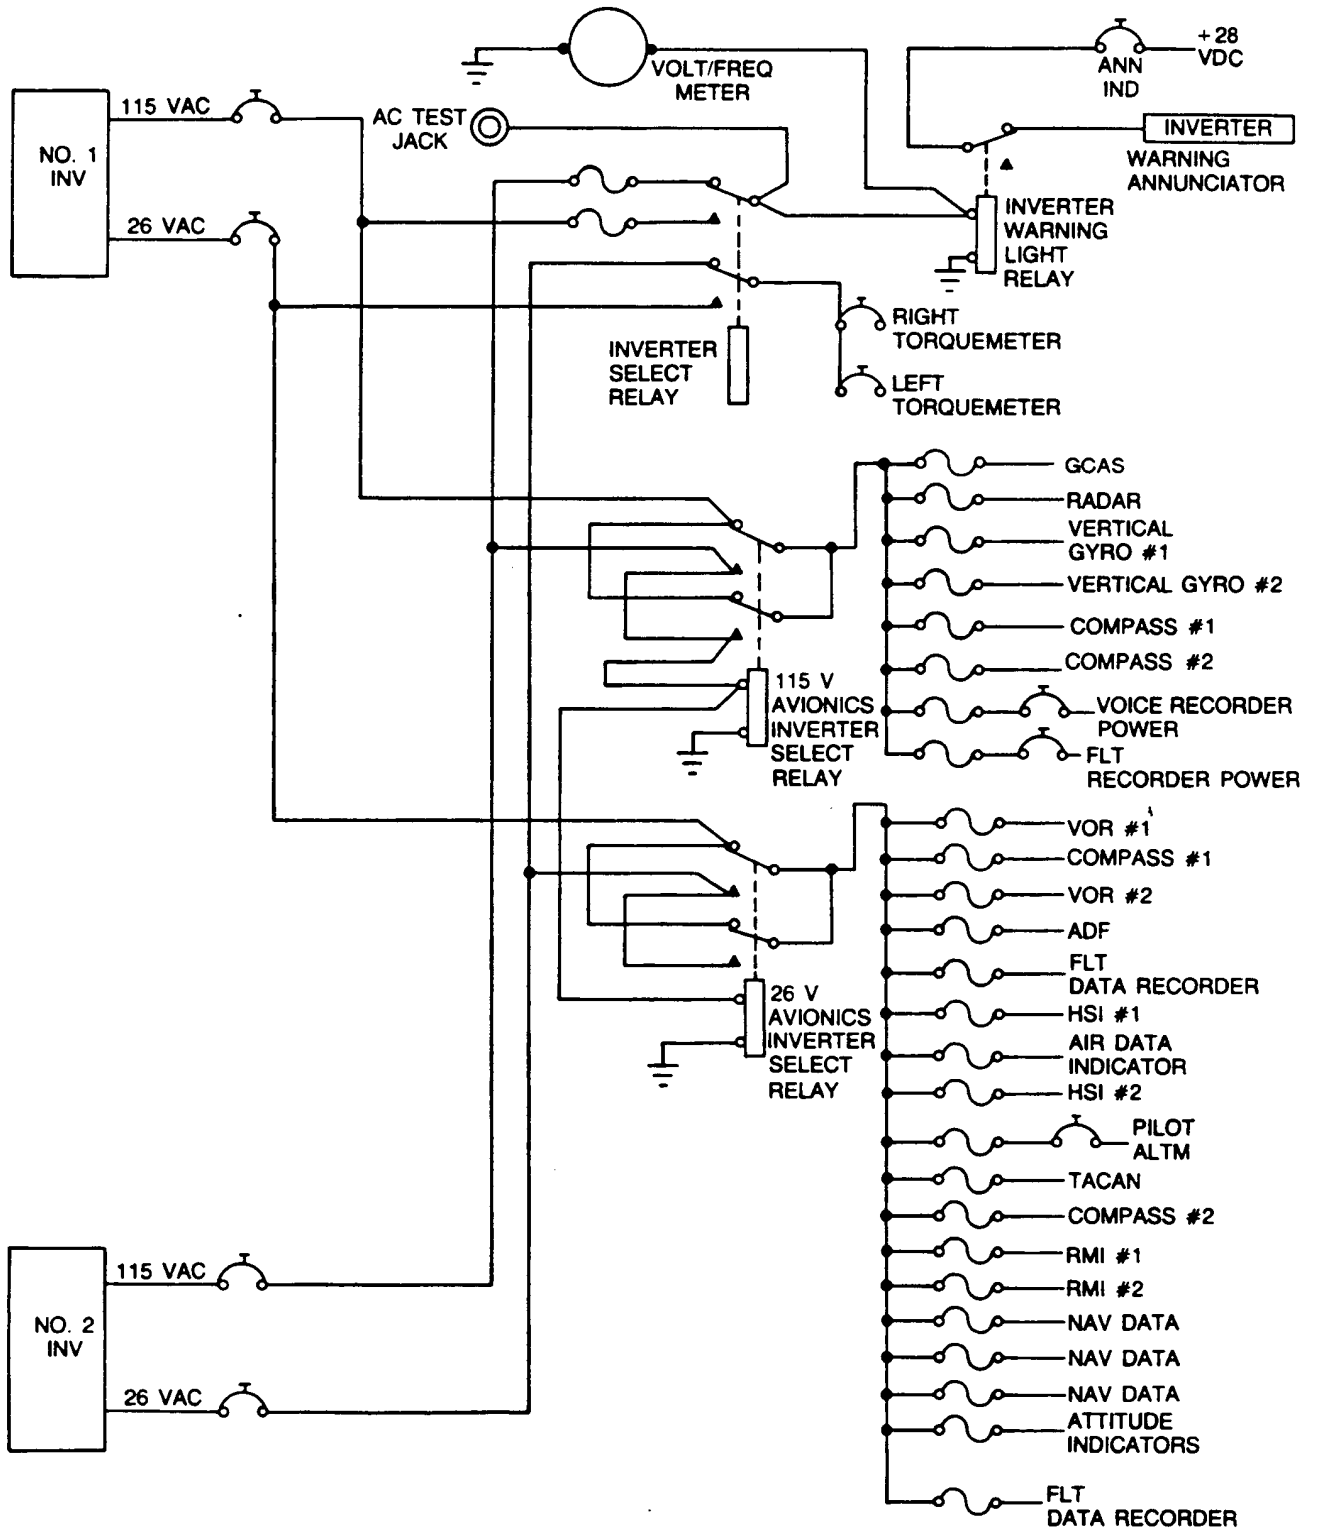 +28
VDC
ANN
IND
VOLT/FREQ
METER
115 VAC
AC TEST
JACK
INVERTER
WARNING
ANNUNCIATOR
NO. 1
INV
26 VAC
INVERTER
WARNING
LIGHT
RELAY
RIGHT
TORQUEMETER
INVERTER
SELECT
RELAY
LEFT
TORQUEMETER
GCAS
RADAR
VERTICAL
GYRO #1
VERTICAL GYRO #2
COMPASS #1
COMPASS #2
115 V
AVIONICS
INVERTER
SELECT
RELAY
VOICE RECORDER
POWER
FLT
RECORDER POWER
VOR #1
COMPASS #1
VOR #2
ADF
FLT
DATA RECORDER
26 V
AVIONICS
INVERTER
SELECT
RELAY
HSI #1
AIR DATA
INDICATOR
HSI #2
PILOT
ALTM
TACAN
COMPASS #2
RMI #1
RMI #2
115 VAC
NO. 2
INV
26 VAC
NAV DATA
NAV DATA
NAV DATA
ATTITUDE
INDICATORS
FLT
DATA RECORDER